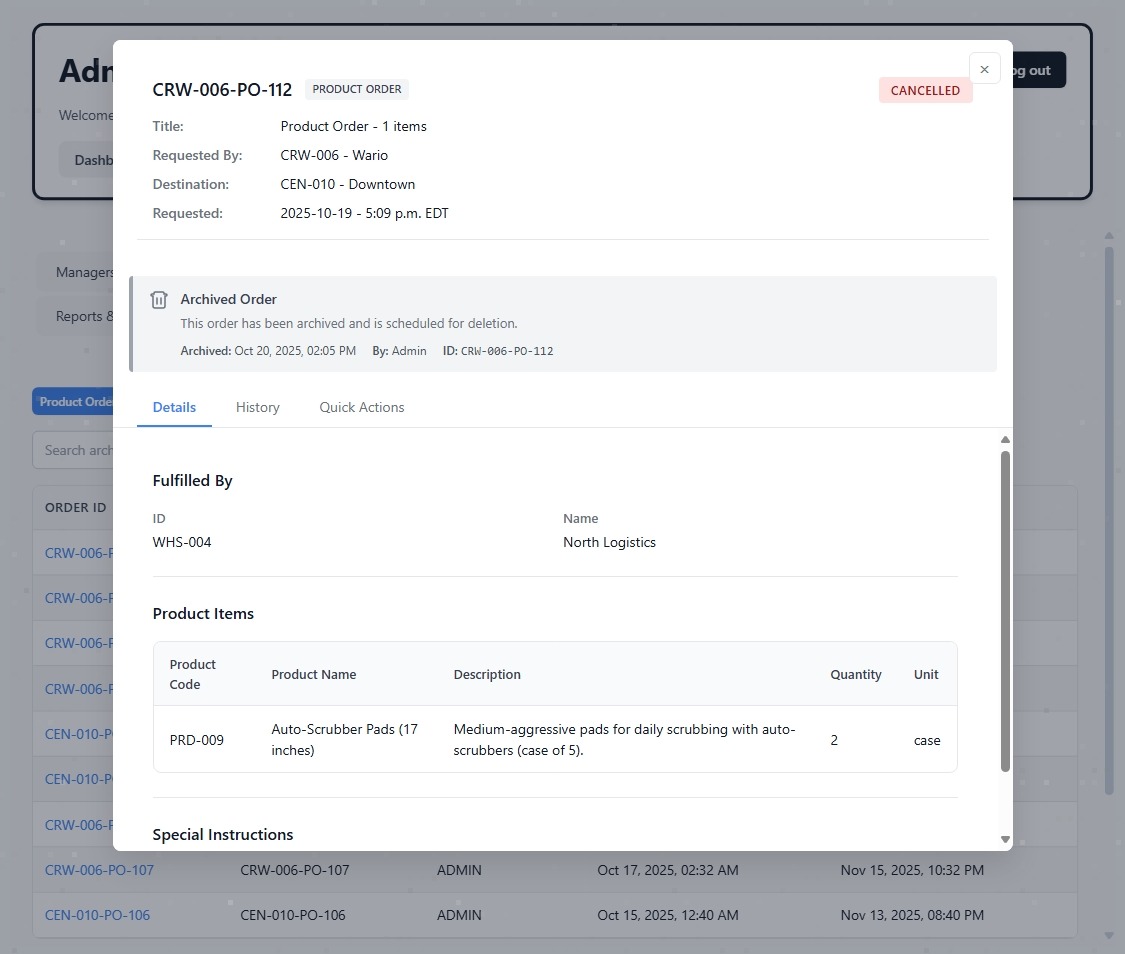 Adm
Welcome
Dashb
og out
CRW-006-PO-112 PRODUCT ORDER
CANCELLED
×
Title: Product Order - 1 items
Requested By: CRW-006 - Wario
Destination: CEN-010 - Downtown
Requested: 2025-10-19 - 5:09 p.m. EDT
Managers
Reports &
Archived Order
This order has been archived and is scheduled for deletion.
Archived: Oct 20, 2025, 02:05 PM By: Admin ID: CRW-006-PO-112
Product Orde
Details History Quick Actions
Search arch
Fulfilled By
ID Name
WHS-004 North Logistics
Product Items
Product Code Product Name Description Quantity Unit
PRD-009 Auto-Scrubber Pads (17 inches) Medium-aggressive pads for daily scrubbing with auto-scrubbers (case of 5). 2 case
Special Instructions
ORDER ID
CRW-006-P
CRW-006-P
CRW-006-P
CRW-006-P
CEN-010-P
CEN-010-P
CRW-006-P
CRW-006-PO-107 CRW-006-PO-107 ADMIN Oct 17, 2025, 02:32 AM Nov 15, 2025, 10:32 PM
CEN-010-PO-106 CEN-010-PO-106 ADMIN Oct 15, 2025, 12:40 AM Nov 13, 2025, 08:40 PM